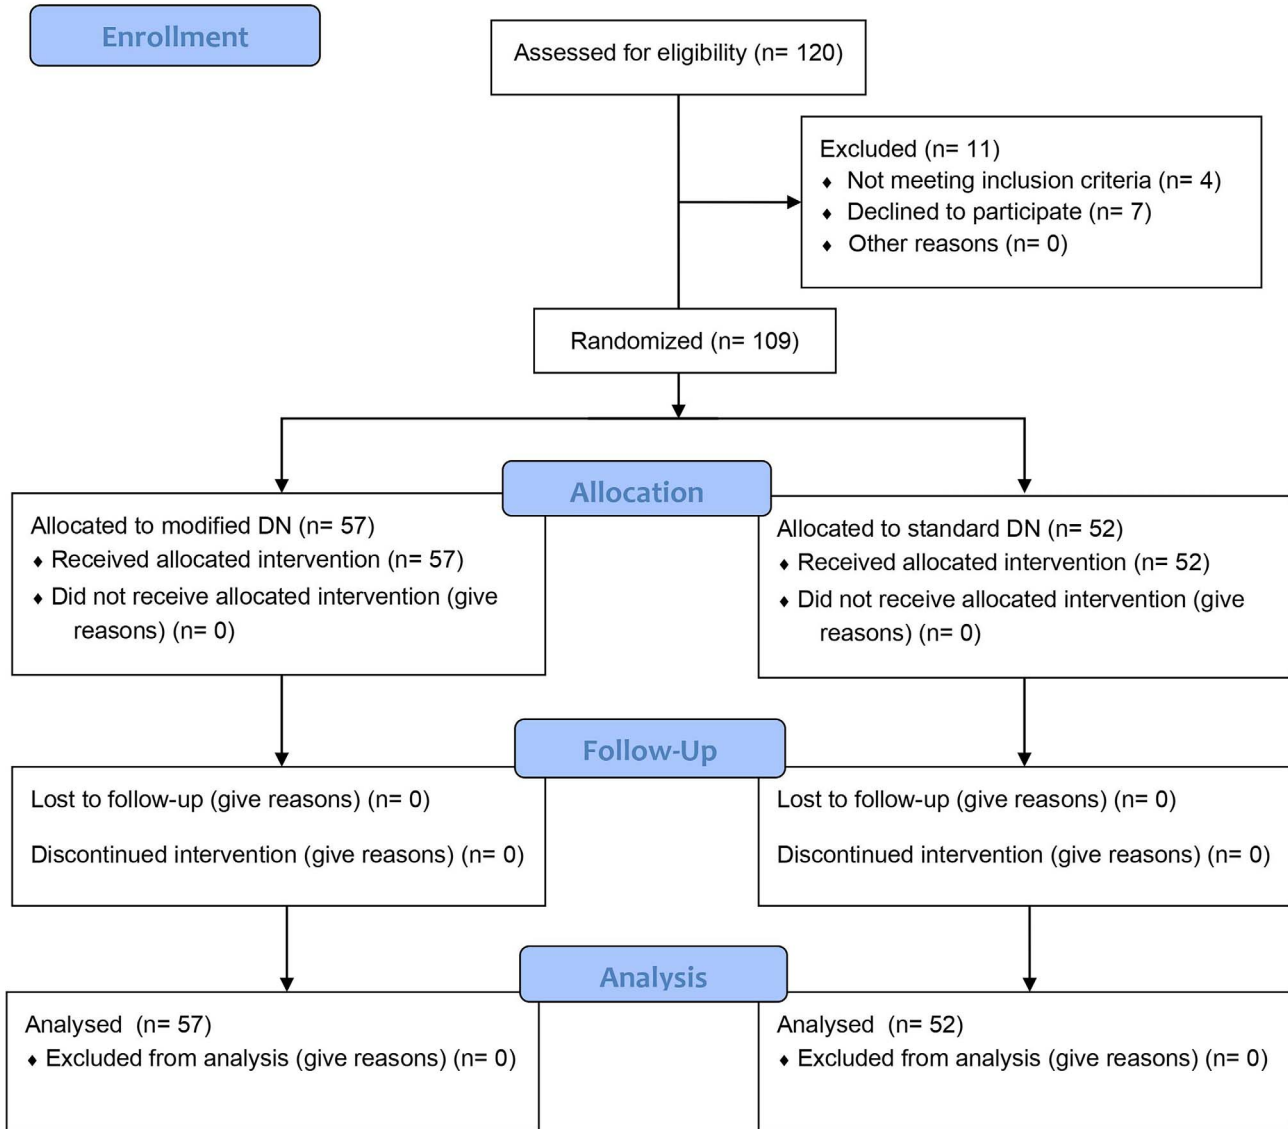 Enrollment
Assessed for eligibility (n= 120)
Excluded (n= 11)
♦ Not meeting inclusion criteria (n= 4)
♦ Declined to participate (n= 7)
♦ Other reasons (n= 0)
Randomized (n= 109)
Allocation
Allocated to modified DN (n= 57)
♦ Received allocated intervention (n= 57)
♦ Did not receive allocated intervention (give
reasons) (n= 0)
Allocated to standard DN (n= 52)
♦ Received allocated intervention (n= 52)
♦ Did not receive allocated intervention (give
reasons) (n= 0)
Follow-Up
Lost to follow-up (give reasons) (n= 0)
Discontinued intervention (give reasons) (n= 0)
Lost to follow-up (give reasons) (n= 0)
Discontinued intervention (give reasons) (n= 0)
Analysis
Analysed  (n= 57)
♦ Excluded from analysis (give reasons) (n= 0)
Analysed  (n= 52)
♦ Excluded from analysis (give reasons) (n= 0)